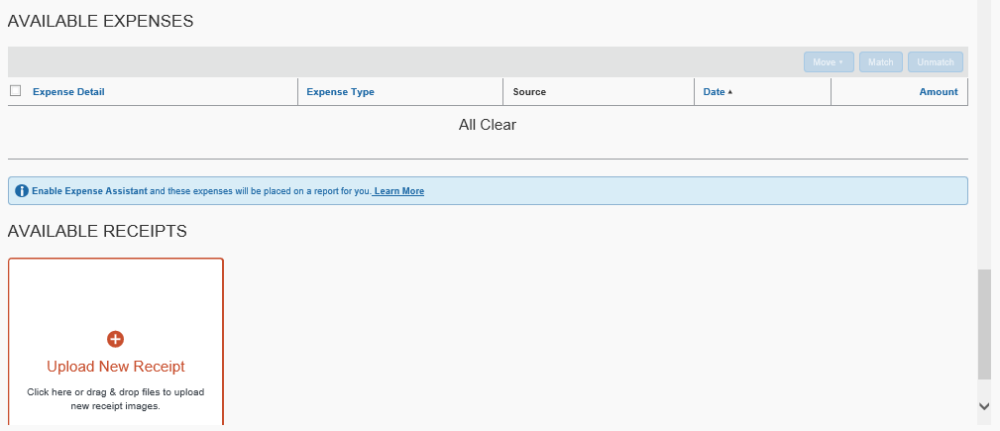 AVAILABLE EXPENSES
Move ▾ Match Unmatch
Expense Detail Expense Type Source Date ▴ Amount
All Clear
Enable Expense Assistant and these expenses will be placed on a report for you. Learn More
AVAILABLE RECEIPTS
Upload New Receipt
Click here or drag & drop files to upload
new receipt images.